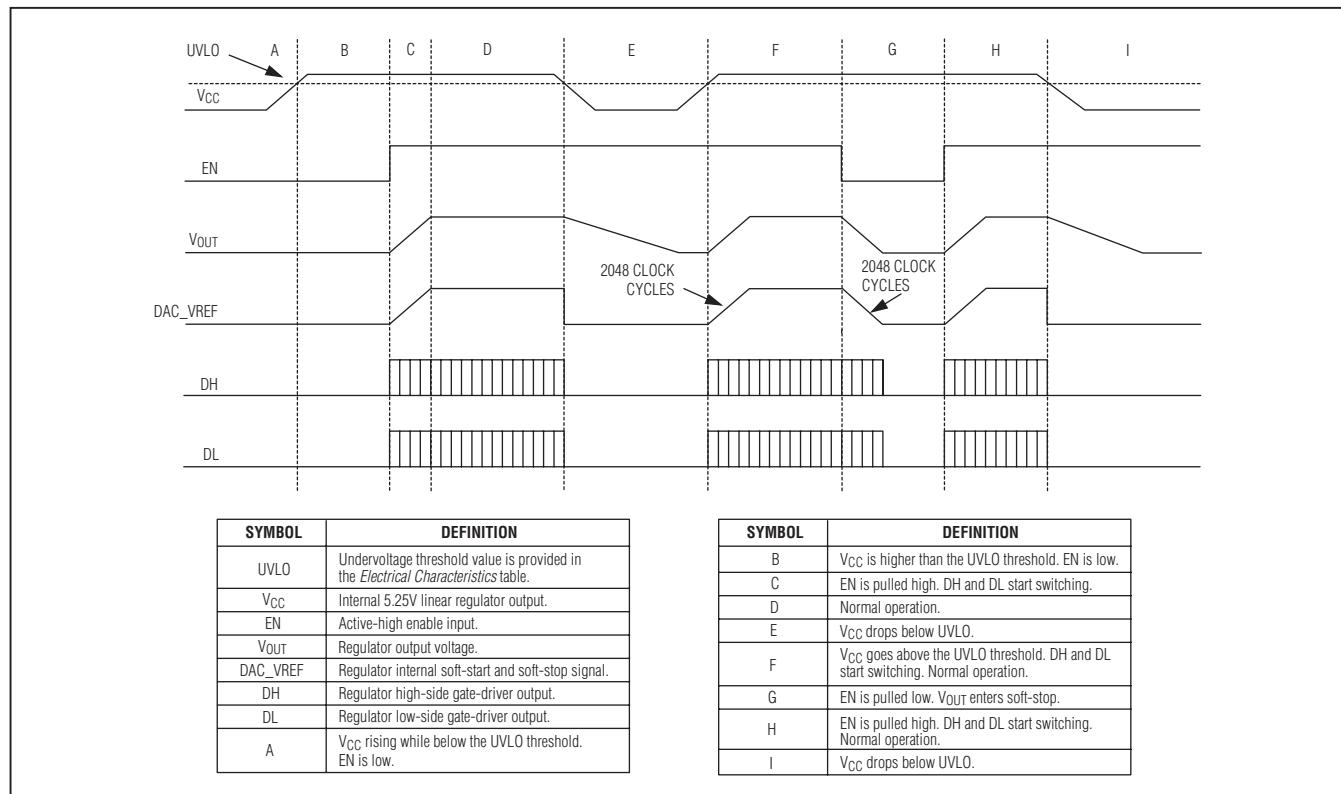 UVLO A B C D E F G H I
VCC
EN
VOUT
2048 CLOCK
CYCLES
2048 CLOCK
CYCLES
DAC_VREF
DH
DL
SYMBOL DEFINITION
UVLO Undervoltage threshold value is provided in
the Electrical Characteristics table.
VCC Internal 5.25V linear regulator output.
EN Active-high enable input.
VOUT Regulator output voltage.
DAC_VREF Regulator internal soft-start and soft-stop signal.
DH Regulator high-side gate-driver output.
DL Regulator low-side gate-driver output.
A VCC rising while below the UVLO threshold.
EN is low.
SYMBOL DEFINITION
B VCC is higher than the UVLO threshold. EN is low.
C EN is pulled high. DH and DL start switching.
D Normal operation.
E VCC drops below UVLO.
F VCC goes above the UVLO threshold. DH and DL
start switching. Normal operation.
G EN is pulled low. VOUT enters soft-stop.
H EN is pulled high. DH and DL start switching.
Normal operation.
I VCC drops below UVLO.